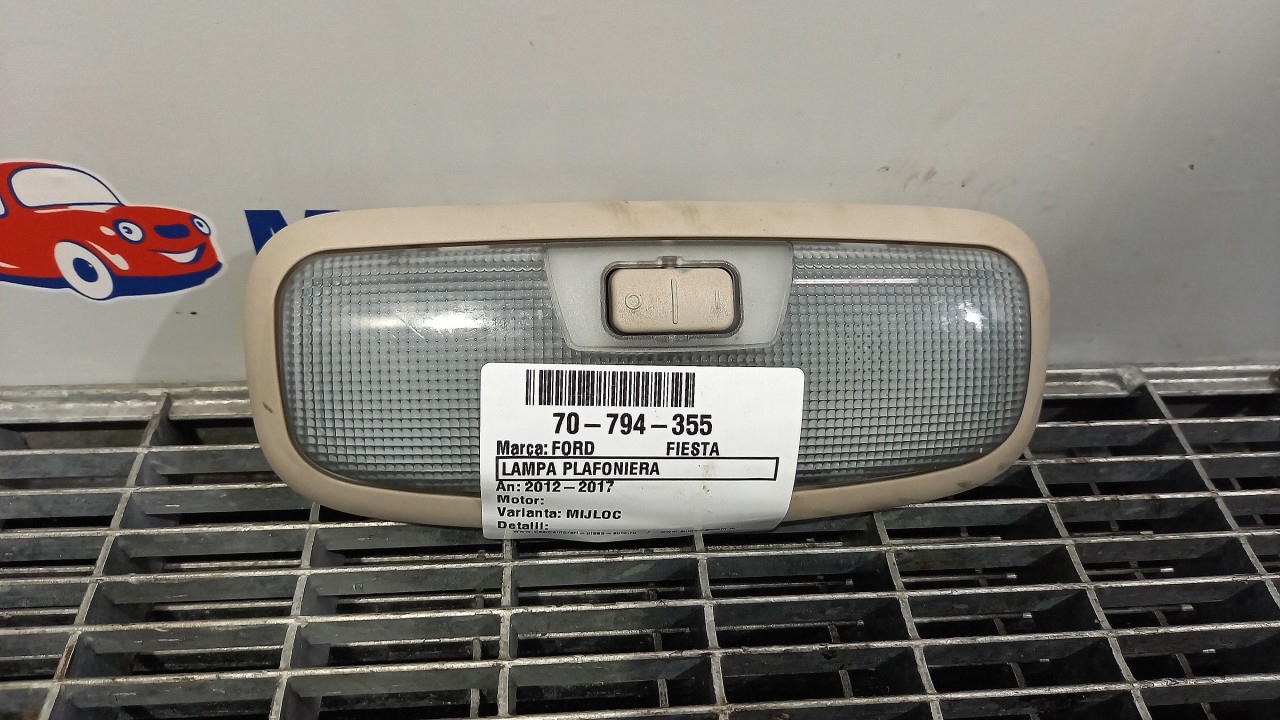 70-794-355
Marca: FORD FIESTA
LAMPA PLAFONIERA
An: 2012-2017
Motor:
Varianta: MIJLOC
Detalii: